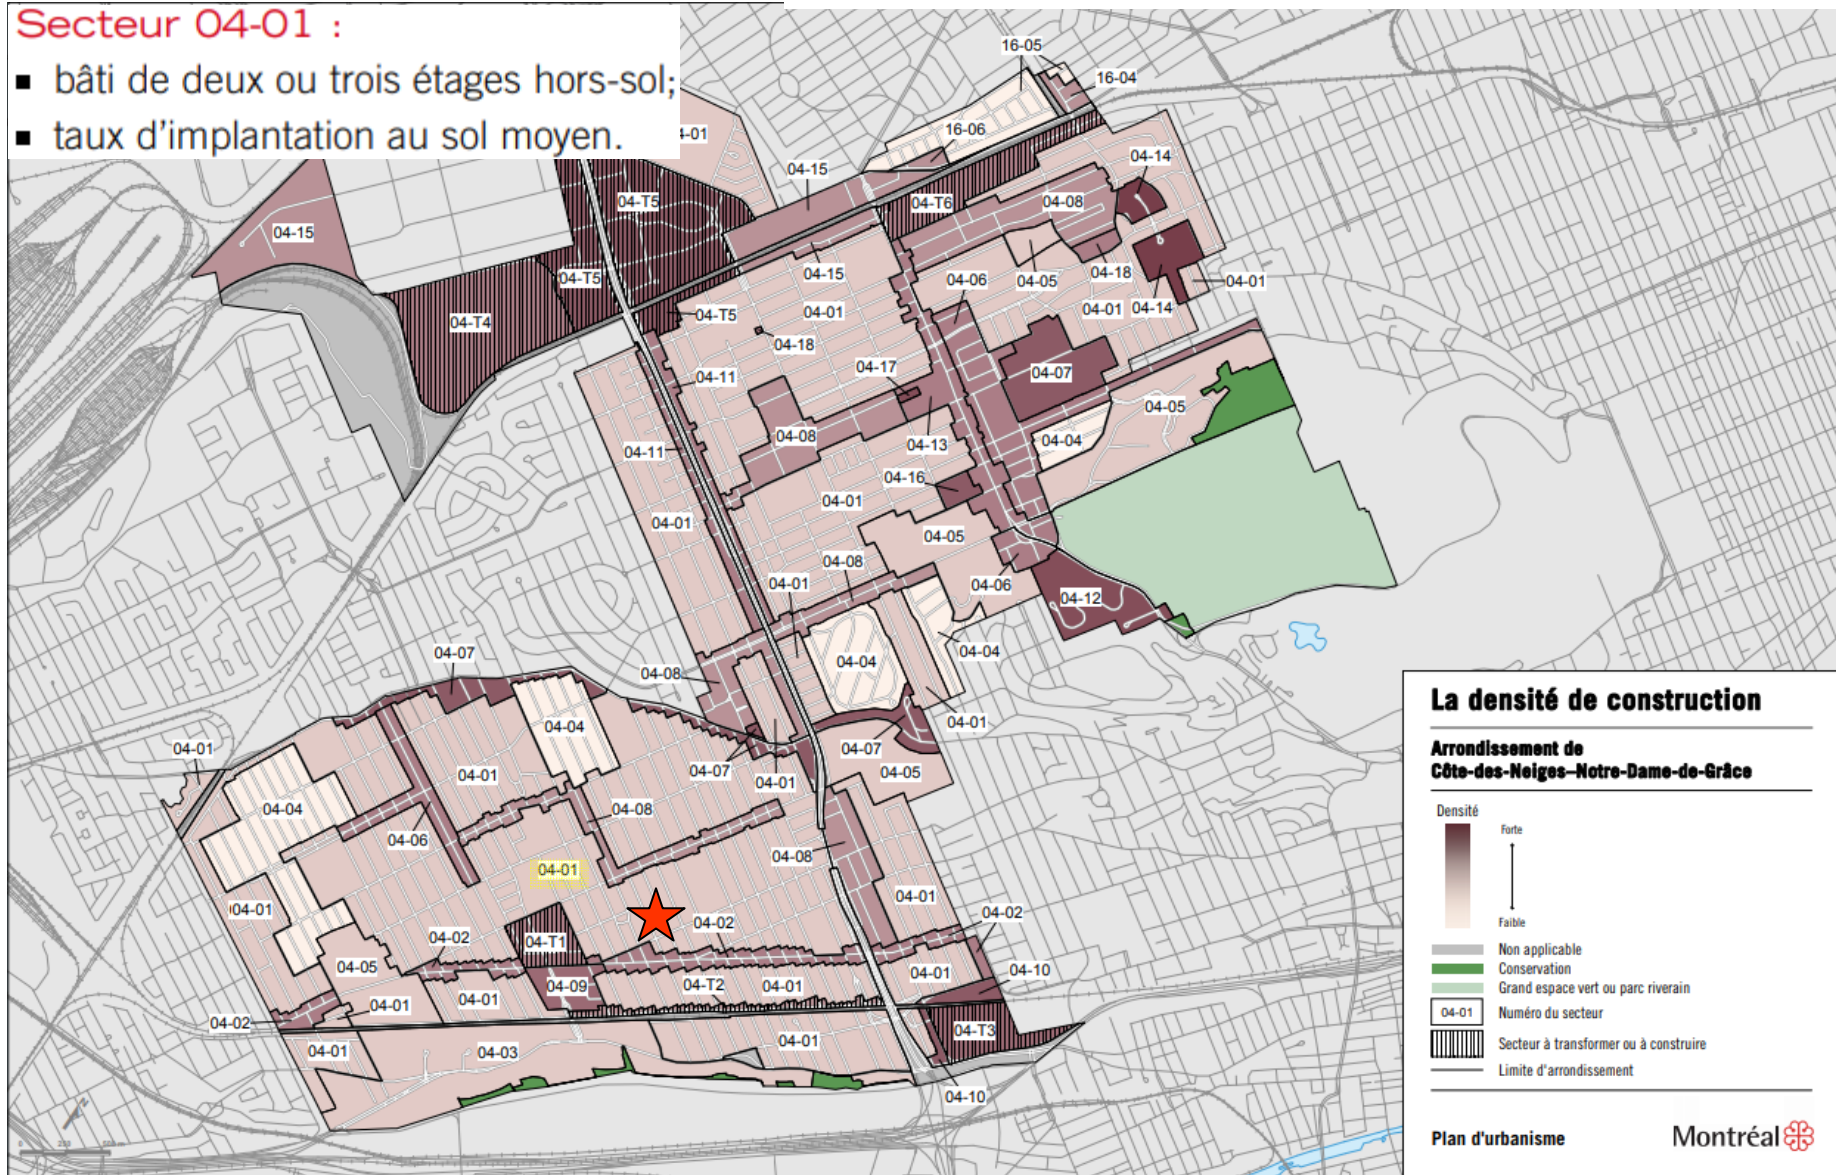 Secteur 04-01 :
▪ bâti de deux ou trois étages hors-sol;
▪ taux d'implantation au sol moyen.
16-05
16-04
4-01
16-06
04-14
04-15
04-T5
04-T6
04-08
04-15
04-T5
04-15
04-06
04-05
04-18
04-01
04-T4
04-T5
04-01
04-01
04-14
04-18
04-17
04-07
04-11
04-05
04-08
04-13
04-04
04-11
04-16
04-01
04-01
04-05
04-08
04-01
04-06
04-12
04-07
04-04
04-04
04-08
04-01
04-04
04-01
04-07
04-01
04-07
04-05
04-01
04-04
04-08
04-06
04-08
04-01
04-01
04-01
04-02
04-02
04-02
04-T1
04-05
04-01
04-10
04-09
04-T2
04-01
04-01
04-01
04-02
04-T3
04-01
04-03
04-01
04-10
0 250 500 m
La densité de construction
Arrondissement de
Côte-des-Neiges–Notre-Dame-de-Grâce
Densité
Forte
Faible
Non applicable
Conservation
Grand espace vert ou parc riverain
04-01 Numéro du secteur
Secteur à transformer ou à construire
Limite d'arrondissement
Plan d'urbanisme
Montréal